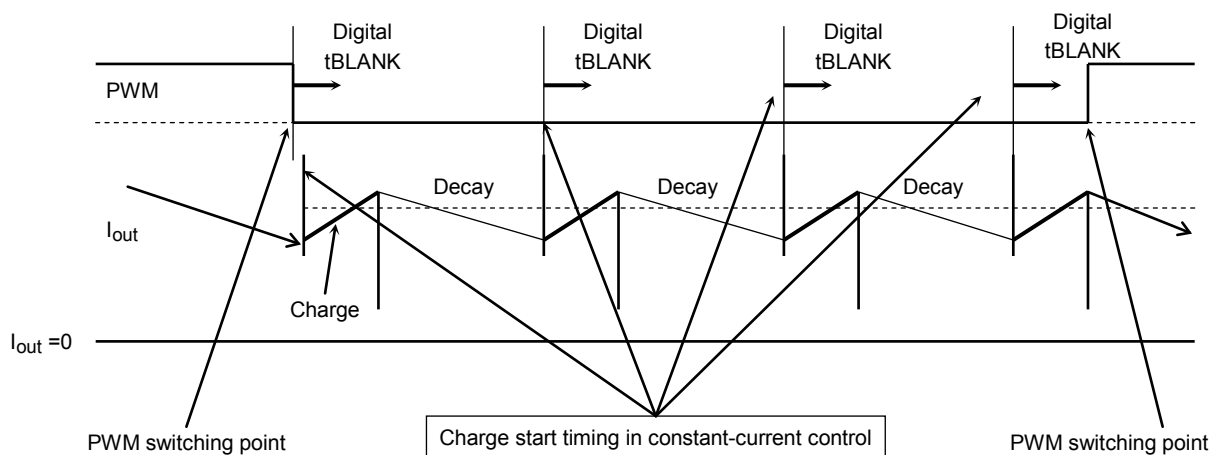 Digital
tBLANK
Digital
tBLANK
Digital
tBLANK
Digital
tBLANK
PWM
Decay
Decay
Decay
Iout
Charge
Iout =0
PWM switching point
Charge start timing in constant-current control
PWM switching point